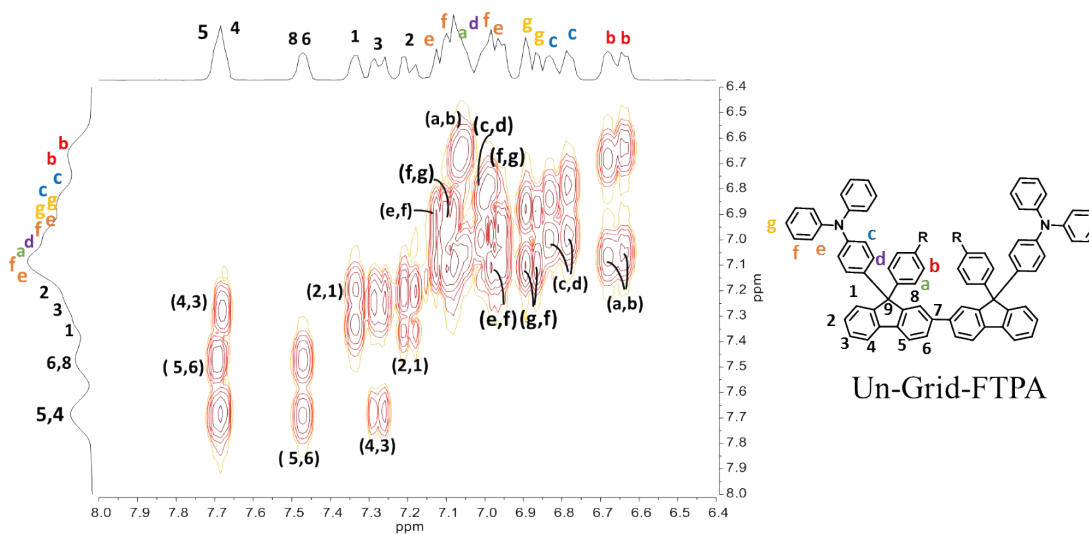 5 4 8 6 1 3 2 e f a d f e g g c c b b
(a,b) (c,d) (f,g)
(f,g)
(e,f)
(4,3) (2,1)
(5,6) (2,1) (e,f) (g,f) (c,d) (a,b)
(5,6) (4,3)
b
b
c
c
g
g
e
f
d
a
f
e
2
3
1
6,8
5,4
6.4
6.5
6.6
6.7
6.8
6.9
7.0
7.1
7.2
7.3
7.4
7.5
7.6
7.7
7.8
7.9
8.0
ppm
8.0 7.9 7.8 7.7 7.6 7.5 7.4 7.3 7.2 7.1 7.0 6.9 6.8 6.7 6.6 6.5 6.4
ppm
N N
R R
g f e c d b a
1 9 8 7
2 3 4 5 6
Un-Grid-FTPA